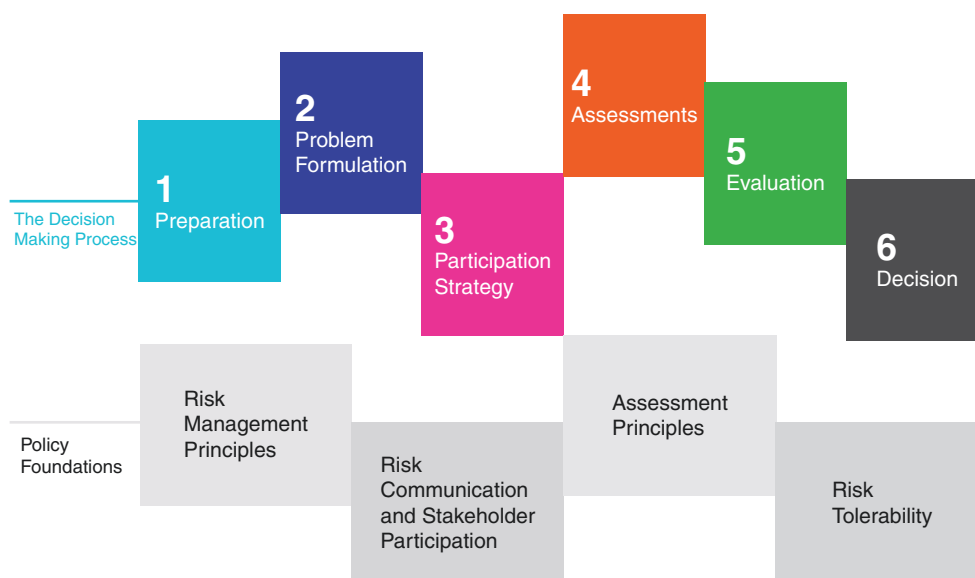 The Decision
Making Process
1
Preparation
2
Problem
Formulation
3
Participation
Strategy
4
Assessments
5
Evaluation
6
Decision
Policy
Foundations
Risk
Management
Principles
Risk
Communication
and Stakeholder
Participation
Assessment
Principles
Risk
Tolerability